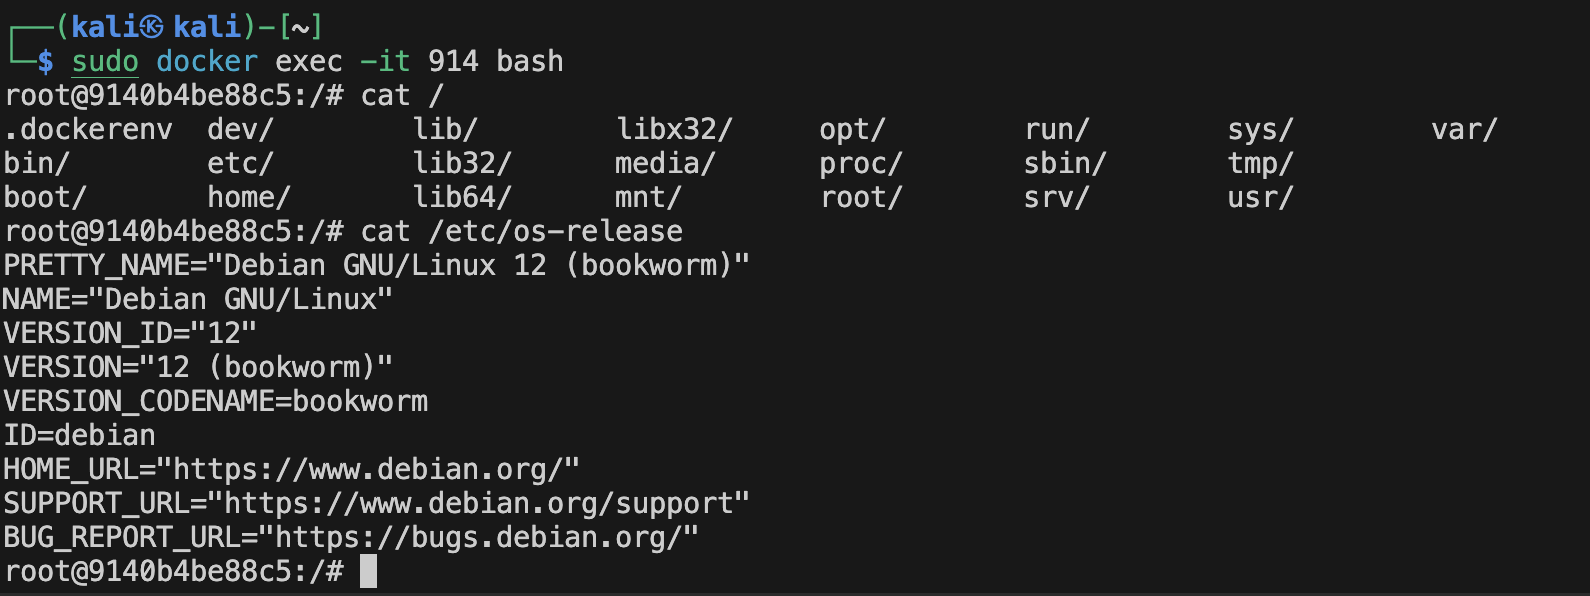 ┌──(kali㉿kali)-[~]
└─$ sudo docker exec -it 914 bash
root@9140b4be88c5:/# cat /
.dockerenv  dev/        lib/        libx32/     opt/        run/        sys/        var/
bin/        etc/        lib32/      media/      proc/       sbin/       tmp/
boot/       home/       lib64/      mnt/        root/       srv/        usr/
root@9140b4be88c5:/# cat /etc/os-release
PRETTY_NAME="Debian GNU/Linux 12 (bookworm)"
NAME="Debian GNU/Linux"
VERSION_ID="12"
VERSION="12 (bookworm)"
VERSION_CODENAME=bookworm
ID=debian
HOME_URL="https://www.debian.org/"
SUPPORT_URL="https://www.debian.org/support"
BUG_REPORT_URL="https://bugs.debian.org/"
root@9140b4be88c5:/#